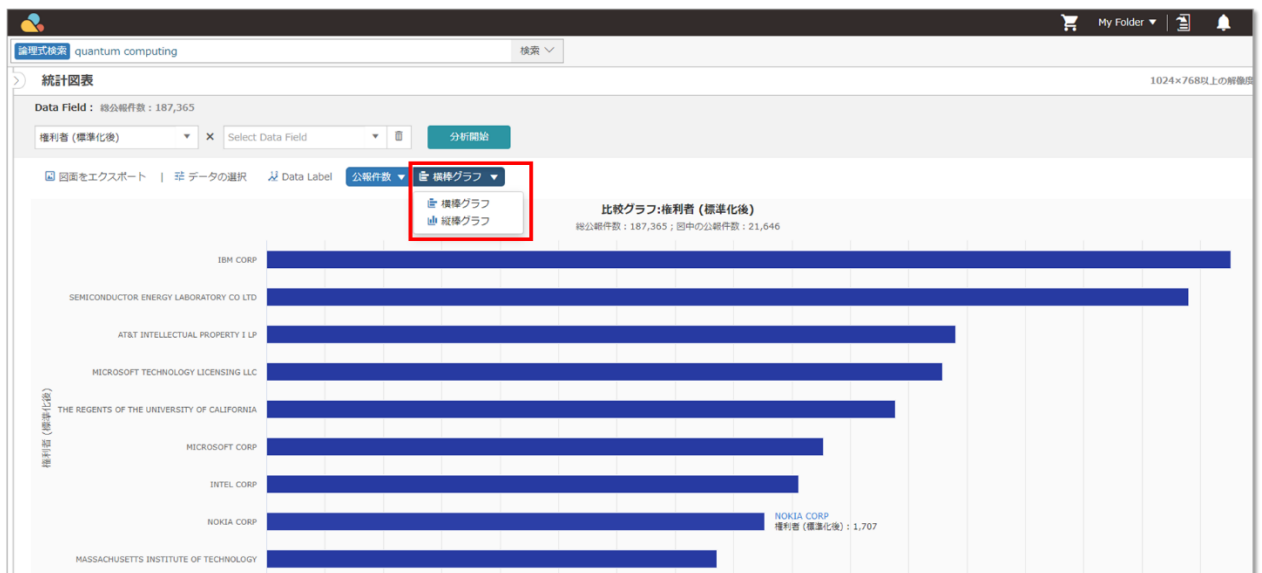 My Folder ▼
論理式検索 quantum computing 検索
統計図表 1024×768以上の解像度
Data Field : 総公報件数 : 187,365
権利者 (標準化後) ▼ × Select Data Field ▼ 分析開始
図面をエクスポート | データの選択 Data Label 公報件数 ▼ 横棒グラフ ▼
横棒グラフ
縦棒グラフ
比較グラフ:権利者 (標準化後)
総公報件数 : 187,365 ; 図中の公報件数 : 21,646
権利者 (標準化後)
IBM CORP
SEMICONDUCTOR ENERGY LABORATORY CO LTD
AT&T INTELLECTUAL PROPERTY I LP
MICROSOFT TECHNOLOGY LICENSING LLC
THE REGENTS OF THE UNIVERSITY OF CALIFORNIA
MICROSOFT CORP
INTEL CORP
NOKIA CORP
NOKIA CORP
権利者 (標準化後) : 1,707
MASSACHUSETTS INSTITUTE OF TECHNOLOGY